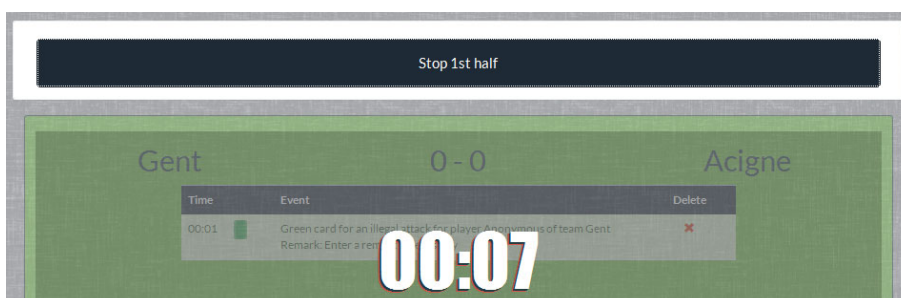 Stop 1st half
Gent 0 - 0 Acigne
Time Event Delete
00:01 Green card for an illegal attack for player Anonymous of team Gent
Remark: Enter a rem
00:07